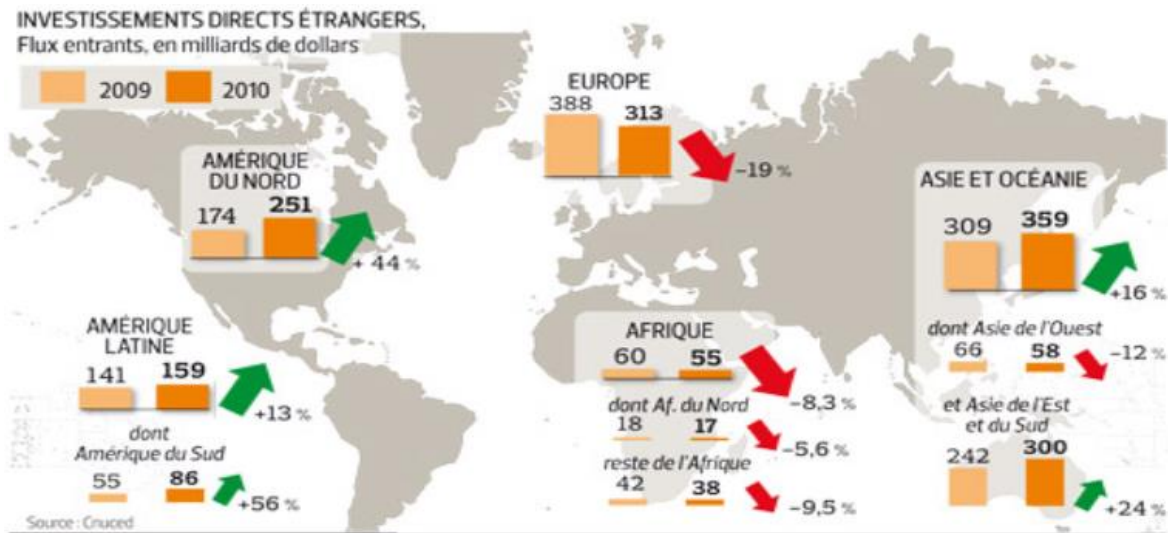 INVESTISSEMENTS DIRECTS ÉTRANGERS,
Flux entrants, en milliards de dollars
2009 2010
AMÉRIQUE
DU NORD
174 251
+ 44 %
AMÉRIQUE
LATINE
141 159
+13 %
dont
Amérique du Sud
55 86
+56 %
EUROPE
388 313
-19 %
AFRIQUE
60 55
-8,3 %
dont Af. du Nord
18 17
-5,6 %
reste de l'Afrique
42 38
-9,5 %
ASIE ET OCÉANIE
309 359
+16 %
dont Asie de l'Ouest
66 58
-12 %
et Asie de l'Est
et du Sud
242 300
+24 %
Source : Cnuced